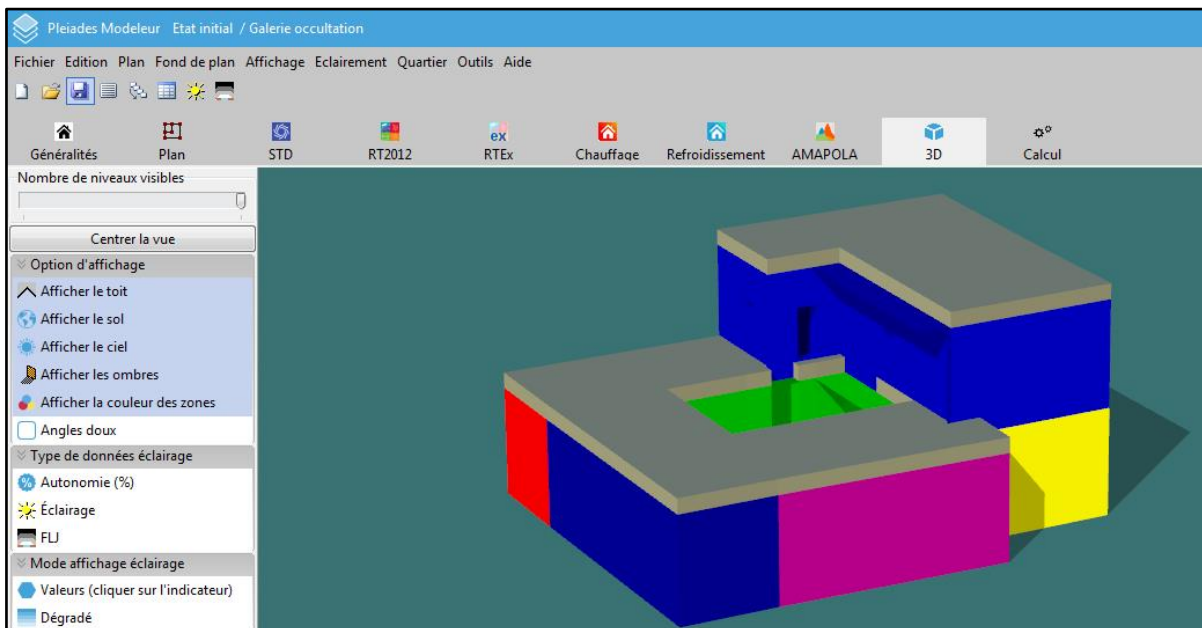 Pleiades Modeleur Etat initial / Galerie occultation
Fichier Edition Plan Fond de plan Affichage Eclairement Quartier Outils Aide
Généralités Plan STD RT2012 ex RTEx Chauffage Refroidissement AMAPOLA 3D Calcul
Nombre de niveaux visibles
Centrer la vue
Option d'affichage
Afficher le toit
Afficher le sol
Afficher le ciel
Afficher les ombres
Afficher la couleur des zones
Angles doux
Type de données éclairage
% Autonomie (%)
Éclairage
FLJ
Mode affichage éclairage
Valeurs (cliquer sur l'indicateur)
Dégradé